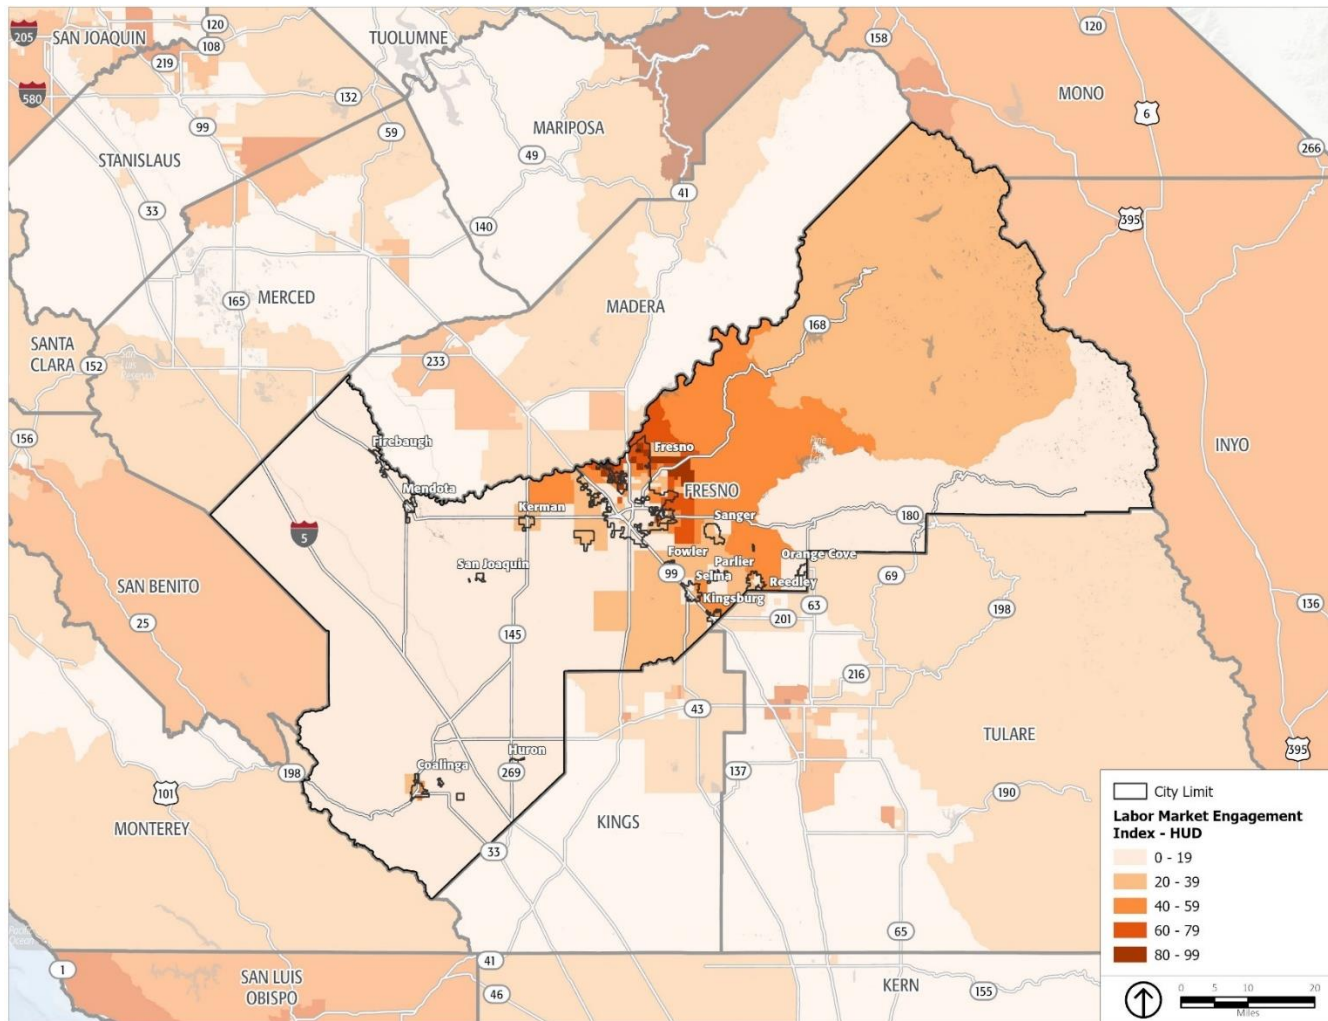 120
SAN JOAQUIN
205
108
TUOLUMNE
158
120
219
MONO
580
132
6
99
59
MARIPOSA
49
266
STANISLAUS
41
33
140
395
165
MERCED
MADERA
168
SANTA
CLARA
152
233
156
INYO
Firebaugh
Fresno
Mendota
FRESNO
Kerman
Sanger
180
5
Fowler
Orange Cove
San Joaquin
Parlier
99
Selma
Reedley
69
SAN BENITO
Kingsburg
63
198
136
25
145
201
216
43
TULARE
Huron
395
Coalinga
198
269
137
101
190
MONTEREY
KINGS
33
65
41
1
SAN LUIS
OBISPO
46
KERN
155
City Limit
Labor Market Engagement
Index - HUD
0 - 19
20 - 39
40 - 59
60 - 79
80 - 99
0 5 10 20
Miles